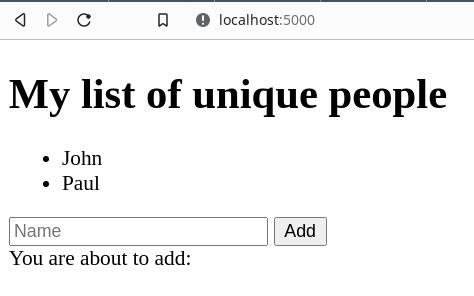 localhost:5000
My list of unique people
John
Paul
Name Add
You are about to add: